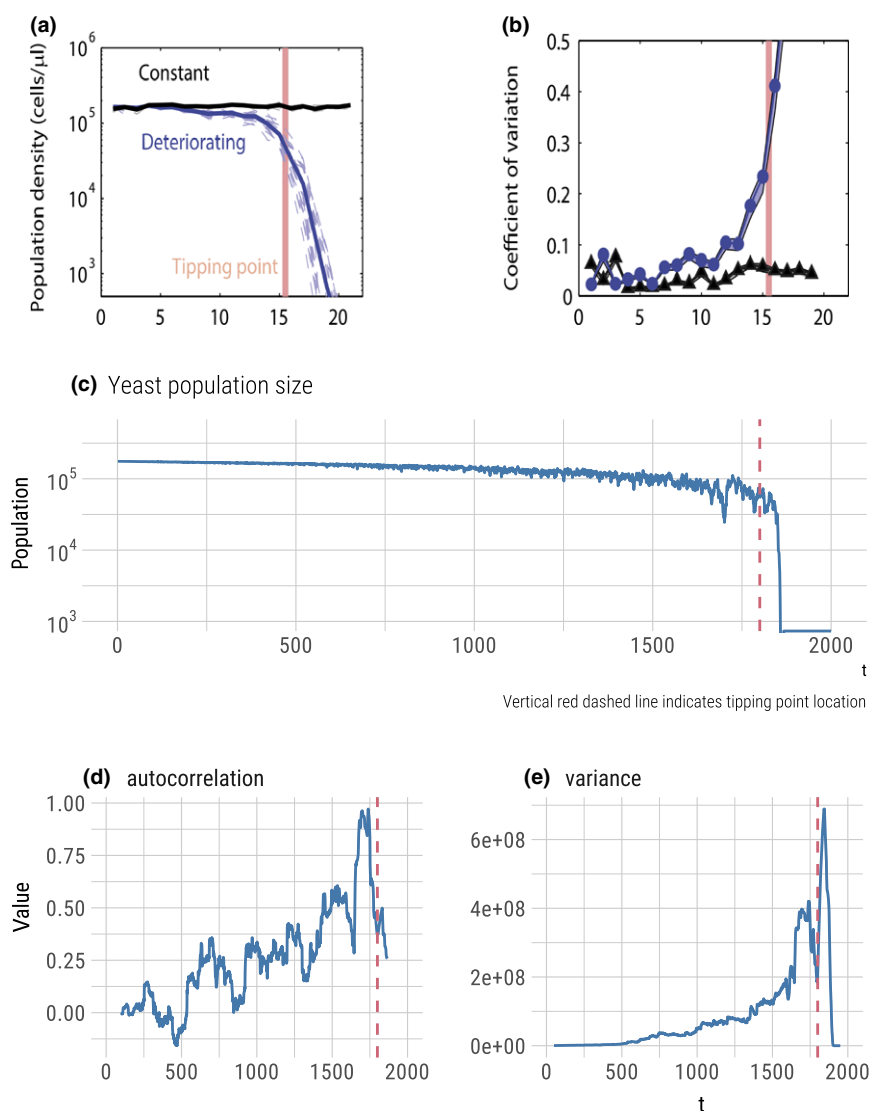 (a)
Population density (cells/µl)
10^6
10^5
10^4
10^3
Constant
Deteriorating
Tipping point
0 5 10 15 20
(b)
Coefficient of variation
0.5
0.4
0.3
0.2
0.1
0
0 5 10 15 20
(c) Yeast population size
Population
10^5
10^4
10^3
0 500 1000 1500 2000
t
Vertical red dashed line indicates tipping point location
(d) autocorrelation
Value
1.00
0.75
0.50
0.25
0.00
0 500 1000 1500 2000
(e) variance
6e+08
4e+08
2e+08
0e+00
0 500 1000 1500 2000
t